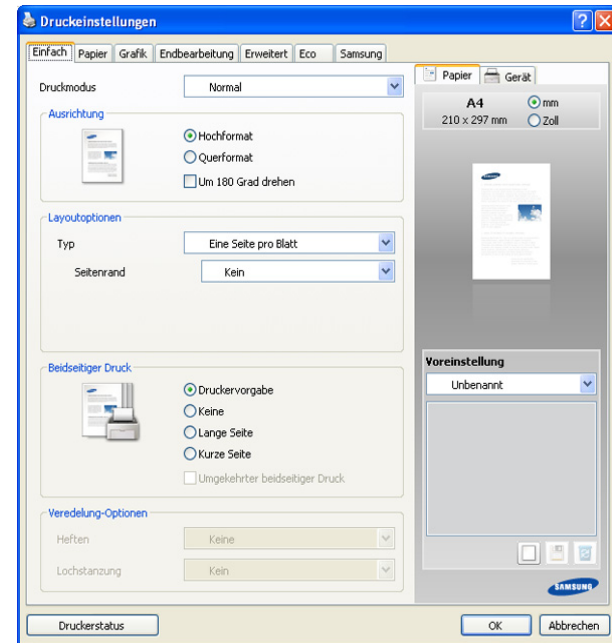 Druckeinstellungen
Einfach Papier Grafik Endbearbeitung Erweitert Eco Samsung
Druckmodus Normal
Ausrichtung
Hochformat
Querformat
Um 180 Grad drehen
Layoutoptionen
Typ Eine Seite pro Blatt
Seitenrand Kein
Beidseitiger Druck
Druckervorgabe
Keine
Lange Seite
Kurze Seite
Umgekehrter beidseitiger Druck
Veredelung-Optionen
Heften Keine
Lochstanzung Kein
Papier Gerät
A4 mm
210 x 297 mm Zoll
Voreinstellung
Unbenannt
SAMSUNG
Druckerstatus OK Abbrechen